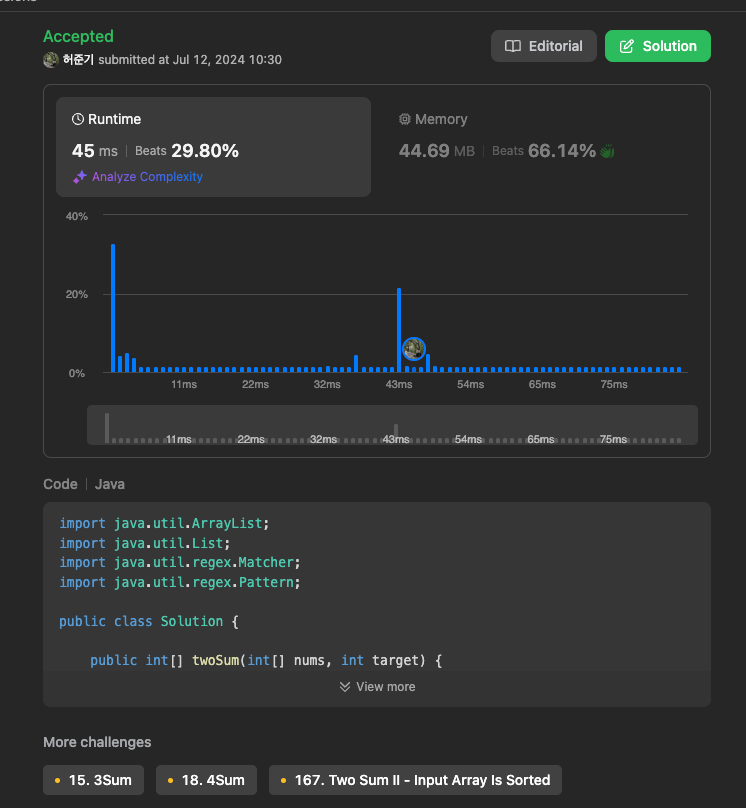 Accepted
허준기 submitted at Jul 12, 2024 10:30
Editorial
Solution
Runtime
45 ms | Beats 29.80%
Analyze Complexity
Memory
44.69 MB | Beats 66.14%
40%
20%
0%
11ms 22ms 32ms 43ms 54ms 65ms 75ms
11ms 22ms 32ms 43ms 54ms 65ms 75ms
Code | Java
import java.util.ArrayList;
import java.util.List;
import java.util.regex.Matcher;
import java.util.regex.Pattern;
public class Solution {
public int[] twoSum(int[] nums, int target) {
View more
More challenges
15. 3Sum
18. 4Sum
167. Two Sum II - Input Array Is Sorted